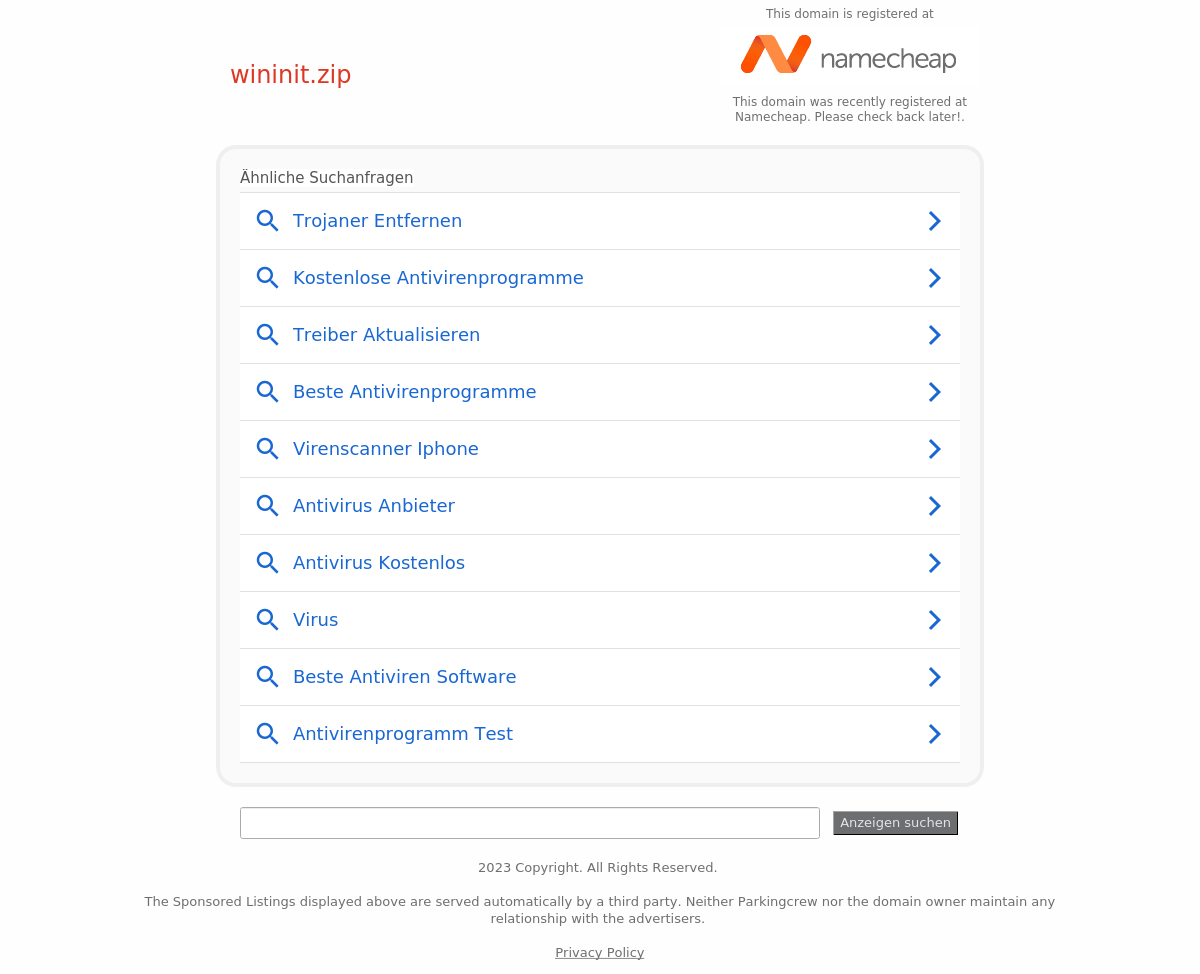 This domain is registered at
namecheap
wininit.zip
This domain was recently registered at
Namecheap. Please check back later!.
Ähnliche Suchanfragen
Trojaner Entfernen
Kostenlose Antivirenprogramme
Treiber Aktualisieren
Beste Antivirenprogramme
Virenscanner Iphone
Antivirus Anbieter
Antivirus Kostenlos
Virus
Beste Antiviren Software
Antivirenprogramm Test
Anzeigen suchen
2023 Copyright. All Rights Reserved.
The Sponsored Listings displayed above are served automatically by a third party. Neither Parkingcrew nor the domain owner maintain any
relationship with the advertisers.
Privacy Policy